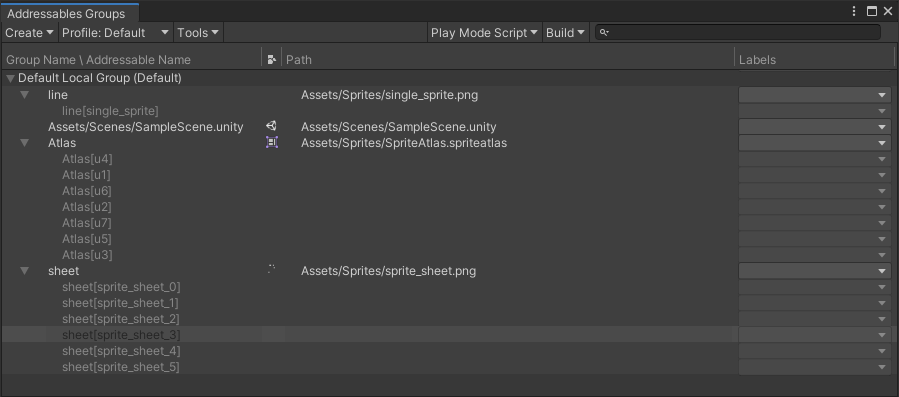 Addressables Groups
Create Profile: Default Tools Play Mode Script Build
Group Name \ Addressable Name Path Labels
Default Local Group (Default)
line Assets/Sprites/single_sprite.png
line[single_sprite]
Assets/Scenes/SampleScene.unity Assets/Scenes/SampleScene.unity
Atlas Assets/Sprites/SpriteAtlas.spriteatlas
Atlas[u4]
Atlas[u1]
Atlas[u6]
Atlas[u2]
Atlas[u7]
Atlas[u5]
Atlas[u3]
sheet Assets/Sprites/sprite_sheet.png
sheet[sprite_sheet_0]
sheet[sprite_sheet_1]
sheet[sprite_sheet_2]
sheet[sprite_sheet_3]
sheet[sprite_sheet_4]
sheet[sprite_sheet_5]